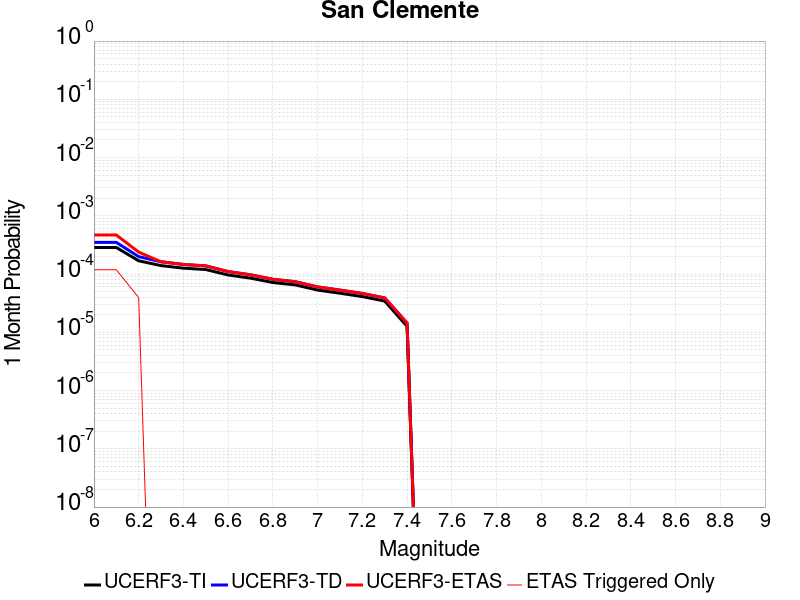 San Clemente
10^0
10^-1
10^-2
10^-3
10^-4
10^-5
10^-6
10^-7
10^-8
1 Month Probability
6 6.2 6.4 6.6 6.8 7 7.2 7.4 7.6 7.8 8 8.2 8.4 8.6 8.8 9
Magnitude
UCERF3-TI UCERF3-TD UCERF3-ETAS ETAS Triggered Only